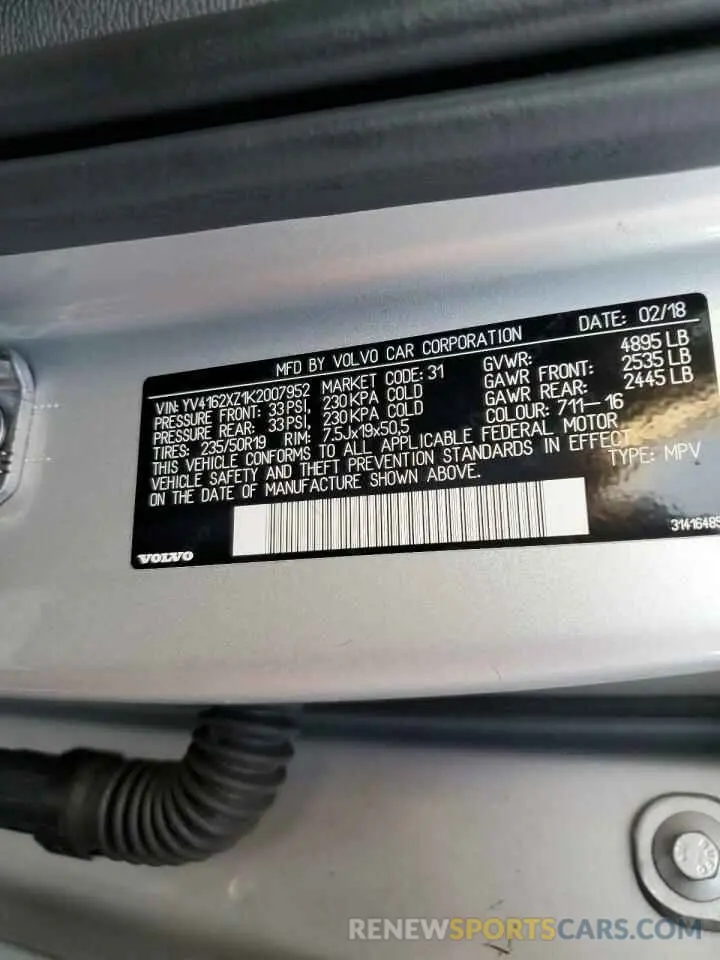 MFD BY VOLVO CAR CORPORATION DATE: 02/18
VIN: YV4162XZ1K2007952 MARKET CODE: 31 GVWR: 4895 LB
PRESSURE FRONT: 33 PSI, 230 KPA COLD GAWR FRONT: 2535 LB
PRESSURE REAR: 33 PSI, 230 KPA COLD GAWR REAR: 2445 LB
TIRES: 235/50R19 RIM: 7.5Jx19x50,5 COLOUR: 711-16
THIS VEHICLE CONFORMS TO ALL APPLICABLE FEDERAL MOTOR
VEHICLE SAFETY AND THEFT PREVENTION STANDARDS IN EFFECT
ON THE DATE OF MANUFACTURE SHOWN ABOVE. TYPE: MPV
VOLVO
RENEWSPORTSCARS.COM